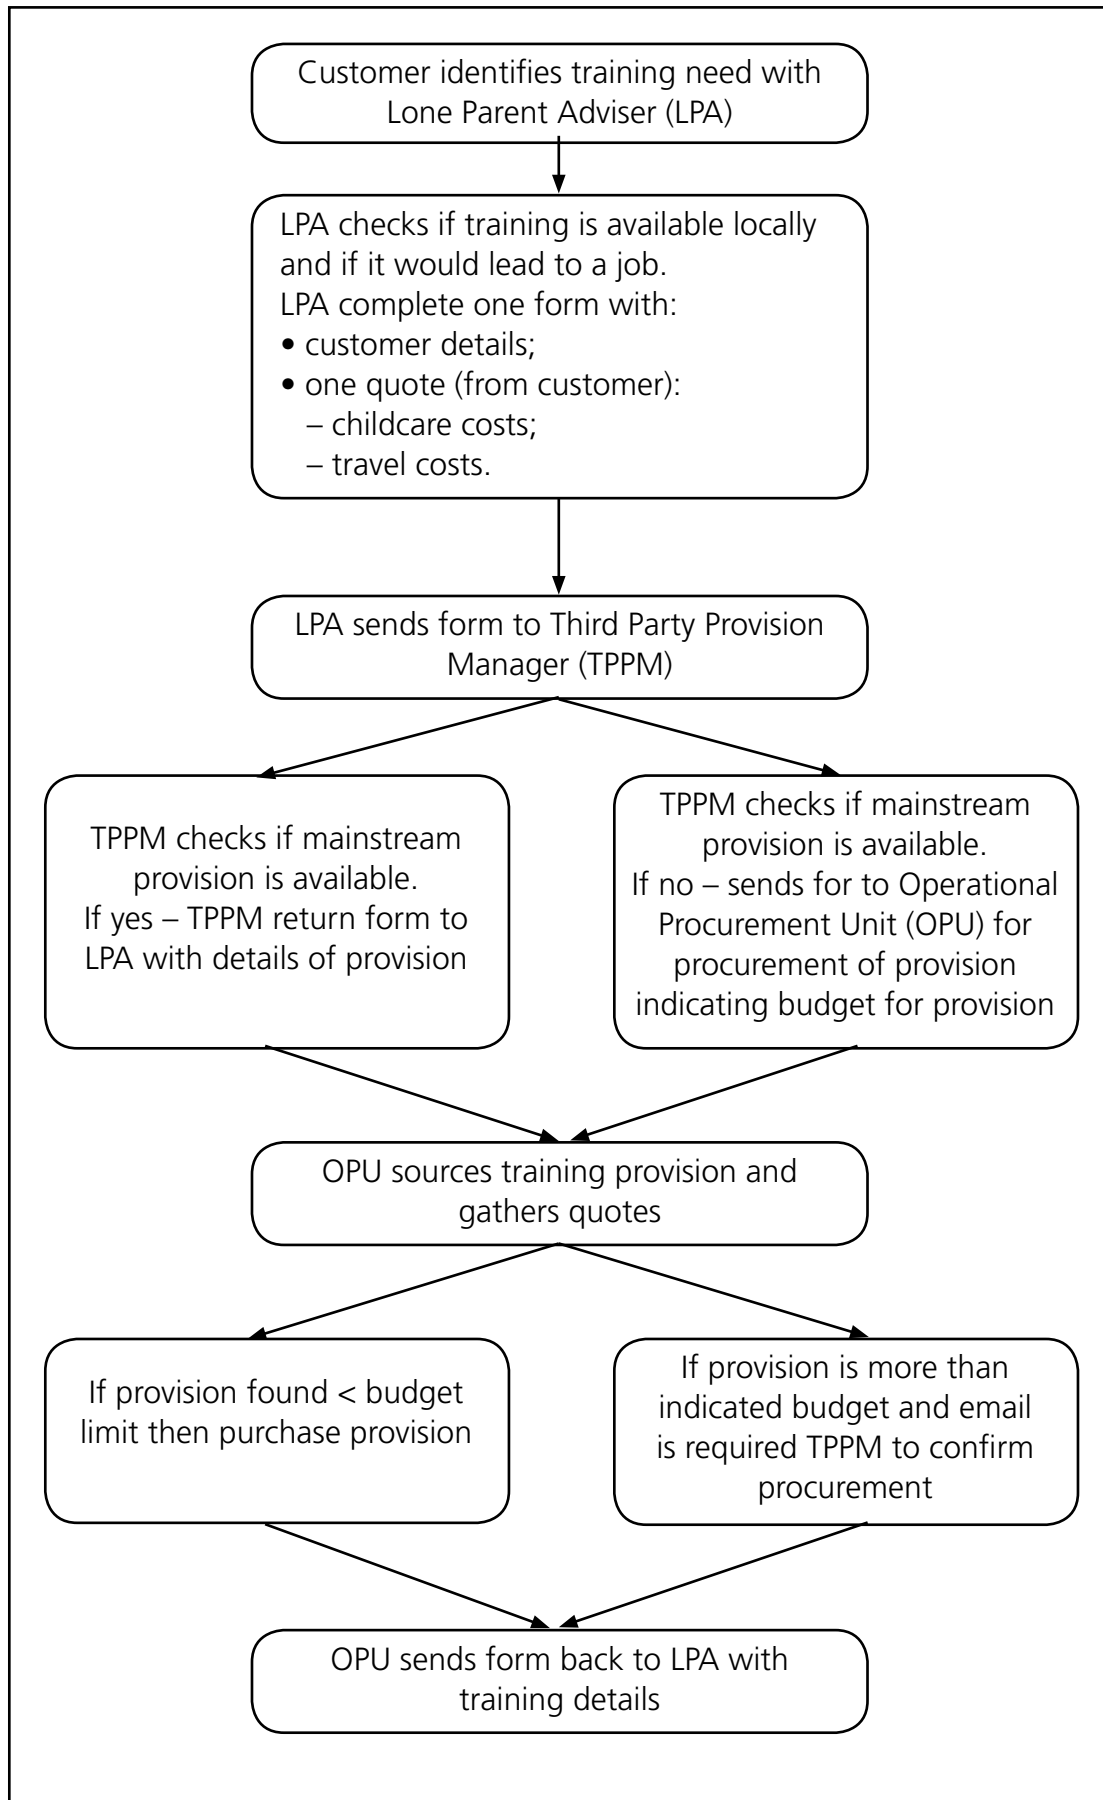 Customer identifies training need with
Lone Parent Adviser (LPA)
LPA checks if training is available locally
and if it would lead to a job.
LPA complete one form with:
• customer details;
• one quote (from customer):
– childcare costs;
– travel costs.
LPA sends form to Third Party Provision
Manager (TPPM)
TPPM checks if mainstream
provision is available.
If yes – TPPM return form to
LPA with details of provision
TPPM checks if mainstream
provision is available.
If no – sends for to Operational
Procurement Unit (OPU) for
procurement of provision
indicating budget for provision
OPU sources training provision and
gathers quotes
If provision found < budget
limit then purchase provision
If provision is more than
indicated budget and email
is required TPPM to confirm
procurement
OPU sends form back to LPA with
training details